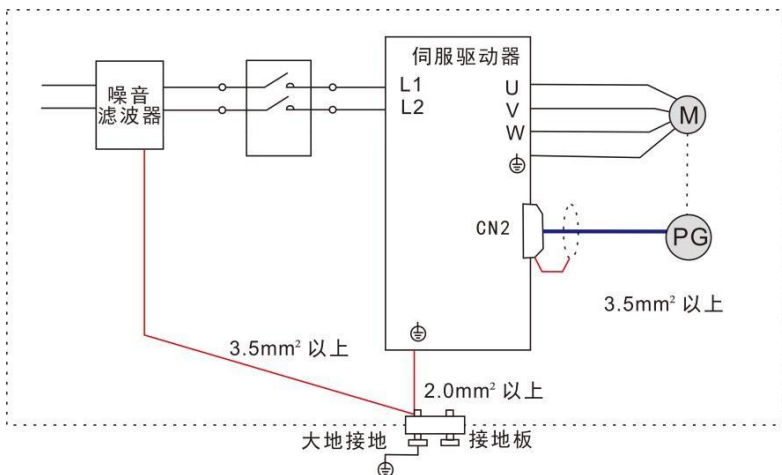 伺服驱动器
噪音
滤波器
L1
L2
U
V
W
M
CN2
PG
3.5mm² 以上
3.5mm² 以上
2.0mm² 以上
大地接地
接地板